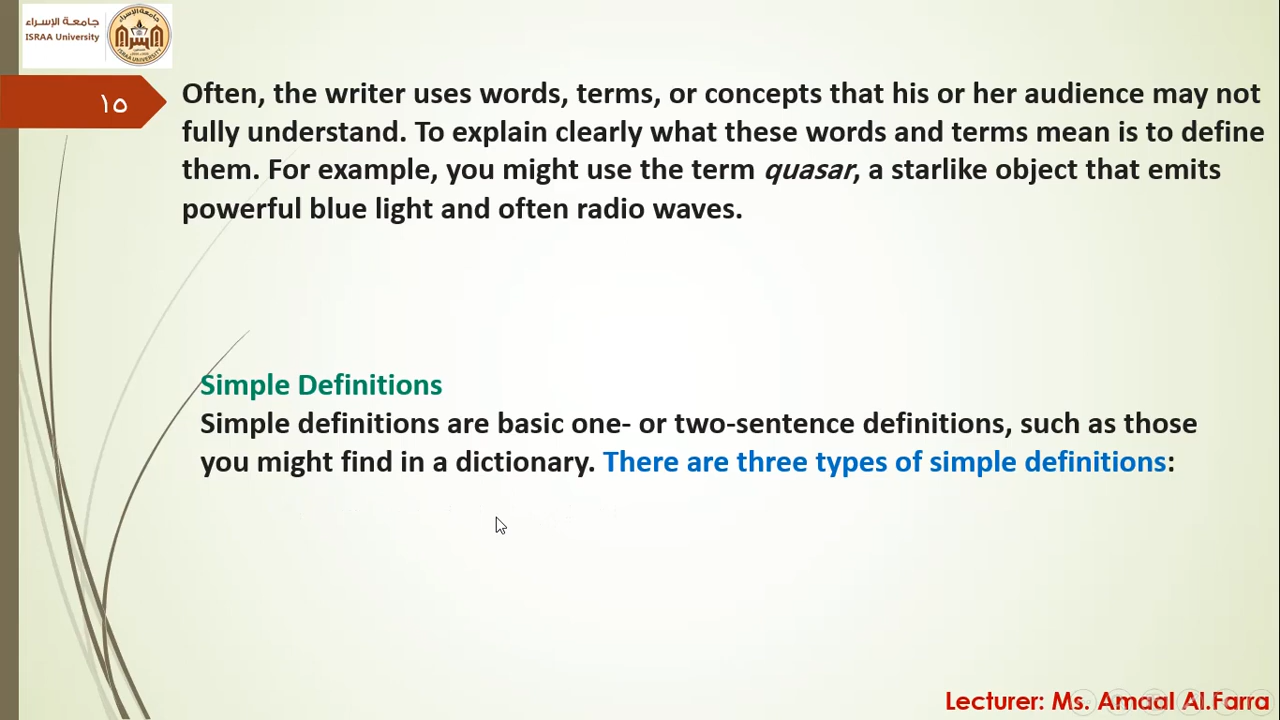 جامعة الإسراء
ISRAA University
١٥
Often, the writer uses words, terms, or concepts that his or her audience may not
fully understand. To explain clearly what these words and terms mean is to define
them. For example, you might use the term quasar, a starlike object that emits
powerful blue light and often radio waves.
Simple Definitions
Simple definitions are basic one- or two-sentence definitions, such as those
you might find in a dictionary. There are three types of simple definitions:
Lecturer: Ms. Amaal Al.Farra